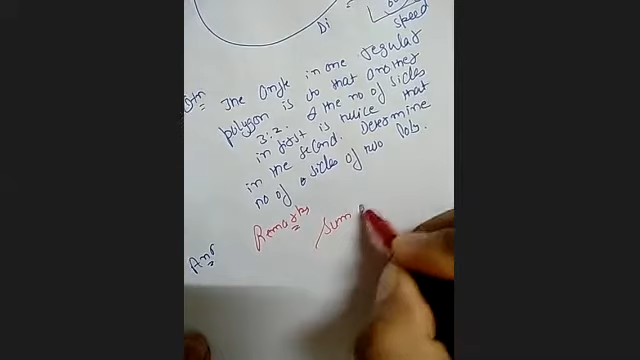 Di
speed
Qtn The angle in one regular
polygon is to that another
3:2. & the no of sides
in first is twice that
in the second. Determine
no of sides of two Poly.
Remarks Sum
Ans